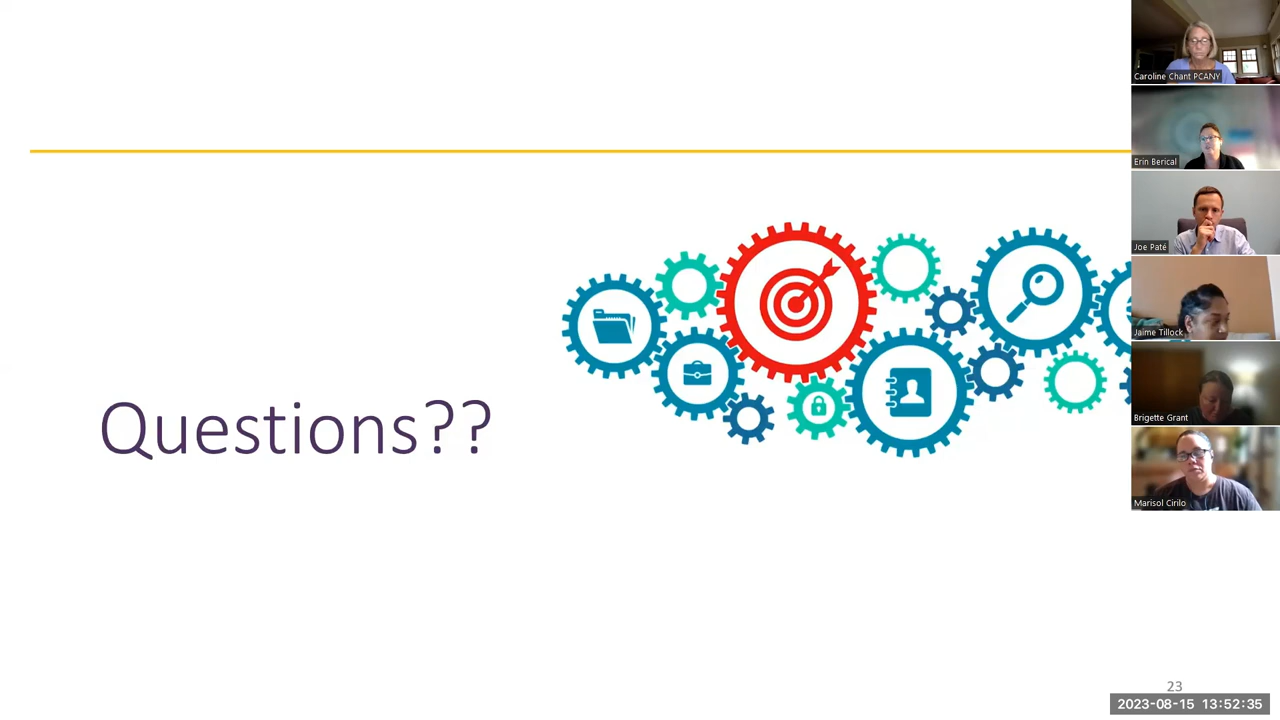 Caroline Chant PCANY
Erin Berical
Joe Paté
Jaime Tillock
Brigette Grant
Marisol Cirilo
Questions??
23
2023-08-15 13:52:35